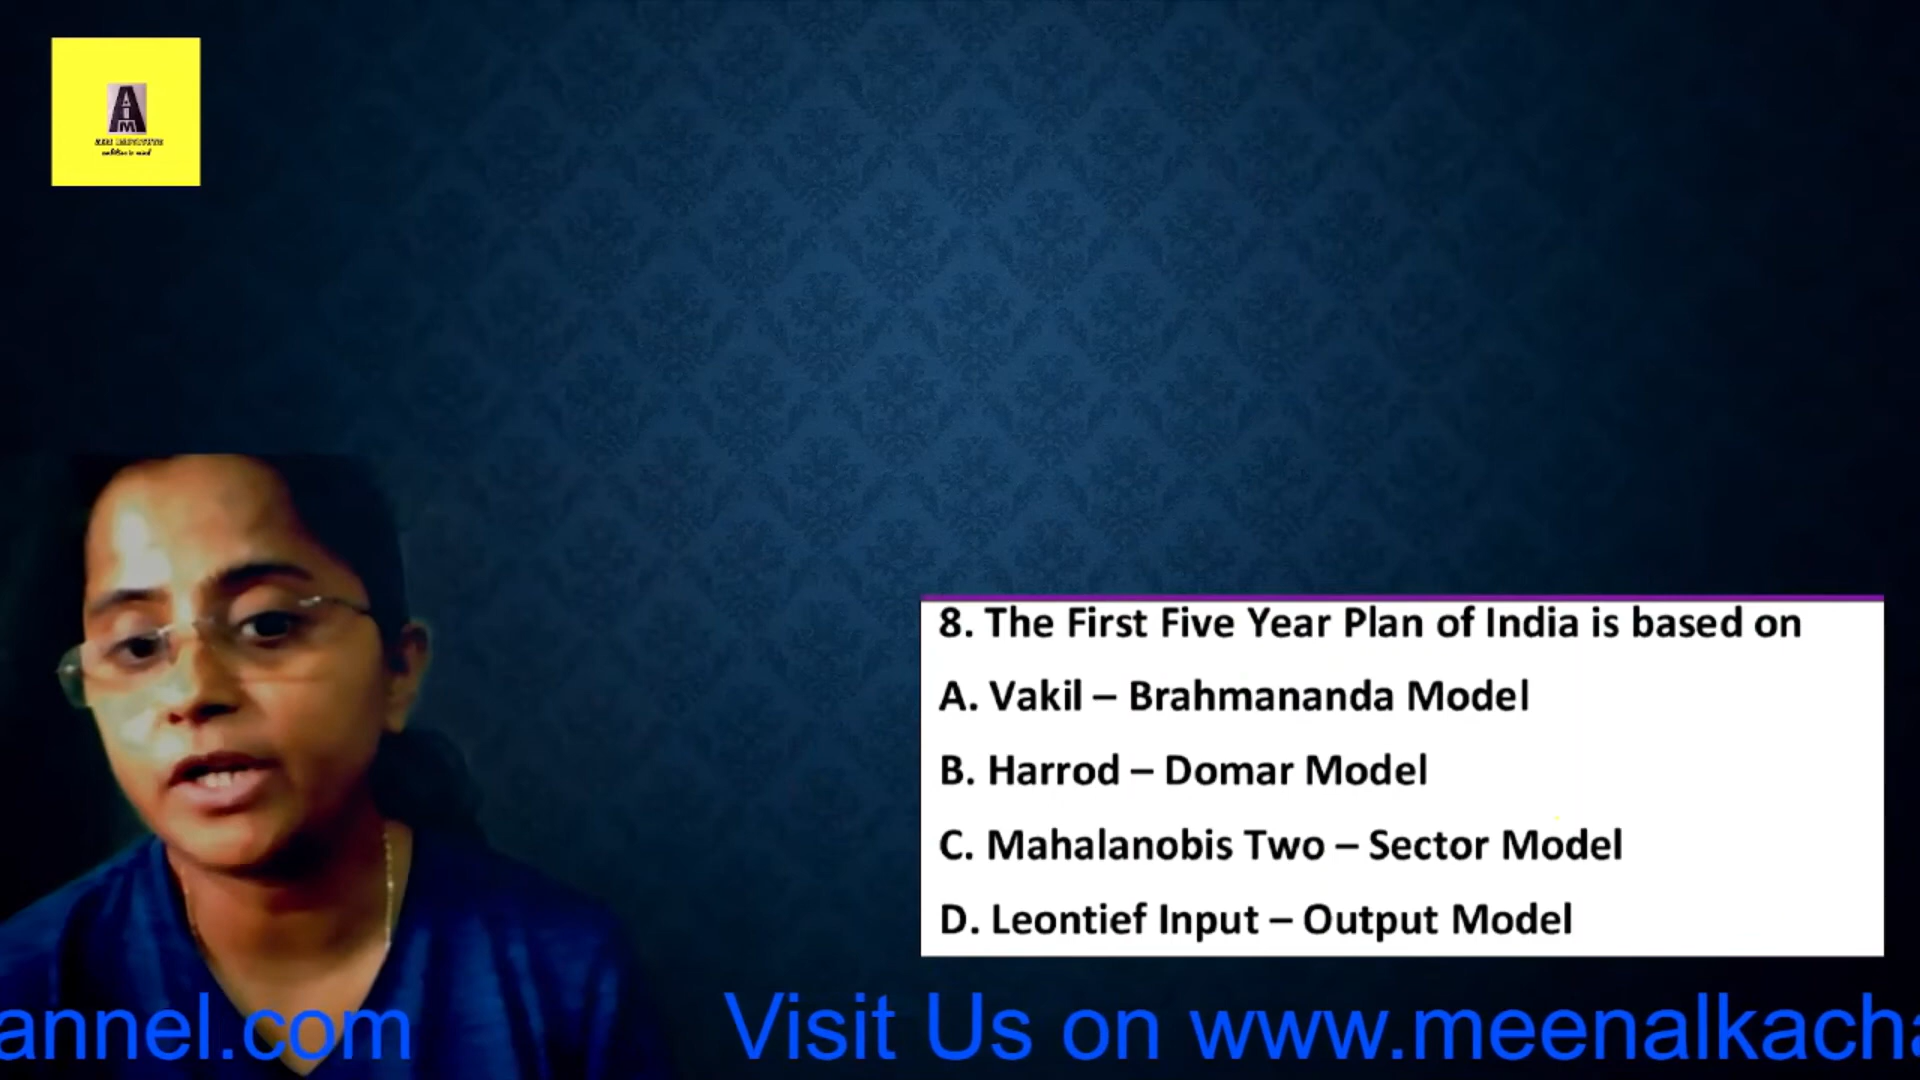 AIM
8. The First Five Year Plan of India is based on
A. Vakil – Brahmananda Model
B. Harrod – Domar Model
C. Mahalanobis Two – Sector Model
D. Leontief Input – Output Model
annel.com Visit Us on www.meenalkacha